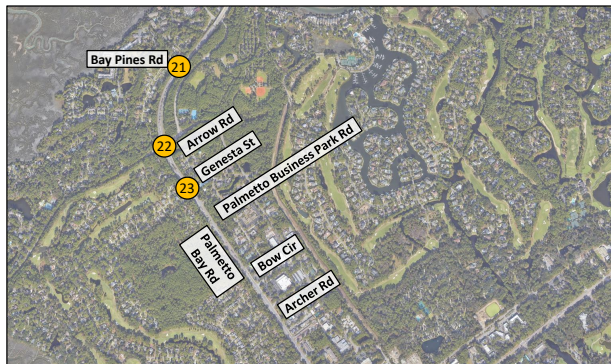 Bay Pines Rd
21
22
Arrow Rd
Genesta St
23
Palmetto Business Park Rd
Palmetto
Bay Rd
Bow Cir
Archer Rd